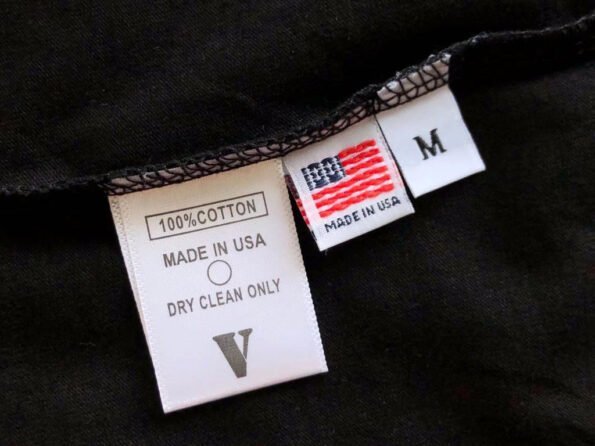 100%COTTON
MADE IN USA
DRY CLEAN ONLY
V
MADE IN USA
M